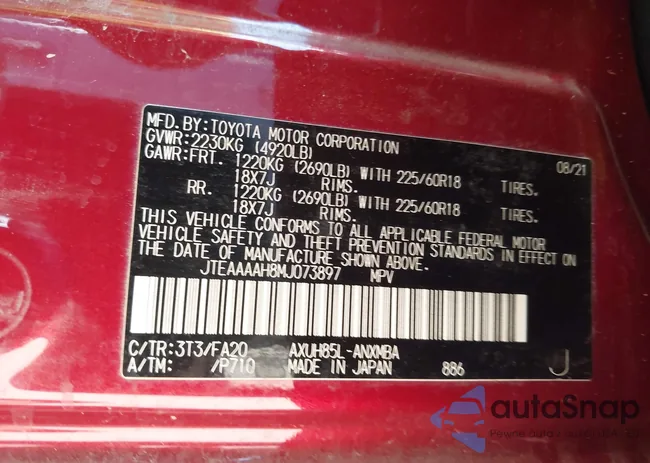 MFD. BY: TOYOTA MOTOR CORPORATION 08/21
GVWR: 2230KG (4920LB)
GAWR: FRT. 1220KG (2690LB) WITH 225/60R18 TIRES.
18X7J RIMS.
RR. 1220KG (2690LB) WITH 225/60R18 TIRES.
18X7J RIMS.
THIS VEHICLE CONFORMS TO ALL APPLICABLE FEDERAL MOTOR
VEHICLE SAFETY AND THEFT PREVENTION STANDARDS IN EFFECT ON
THE DATE OF MANUFACTURE SHOWN ABOVE.
JTEAAAAH8MJ073897 MPV
C/TR: 3T3/FA20 AXUH85L-ANXMBA
A/TM: /P710 MADE IN JAPAN 886 J
autaSnap